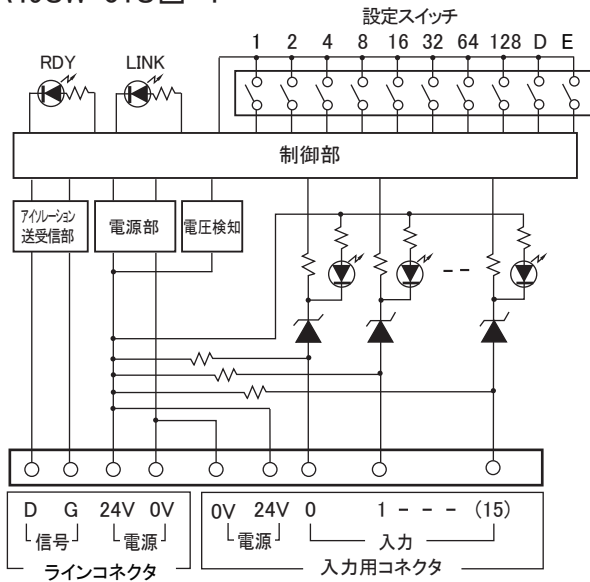 設定スイッチ
1 2 4 8 16 32 64 128 D E
RDY LINK
制御部
アイソレーション
送受信部
電源部
電圧検知
D G 24V 0V
信号 電源
ラインコネクタ
0V 24V 0 1 - - - (15)
電源 入力
入力用コネクタ